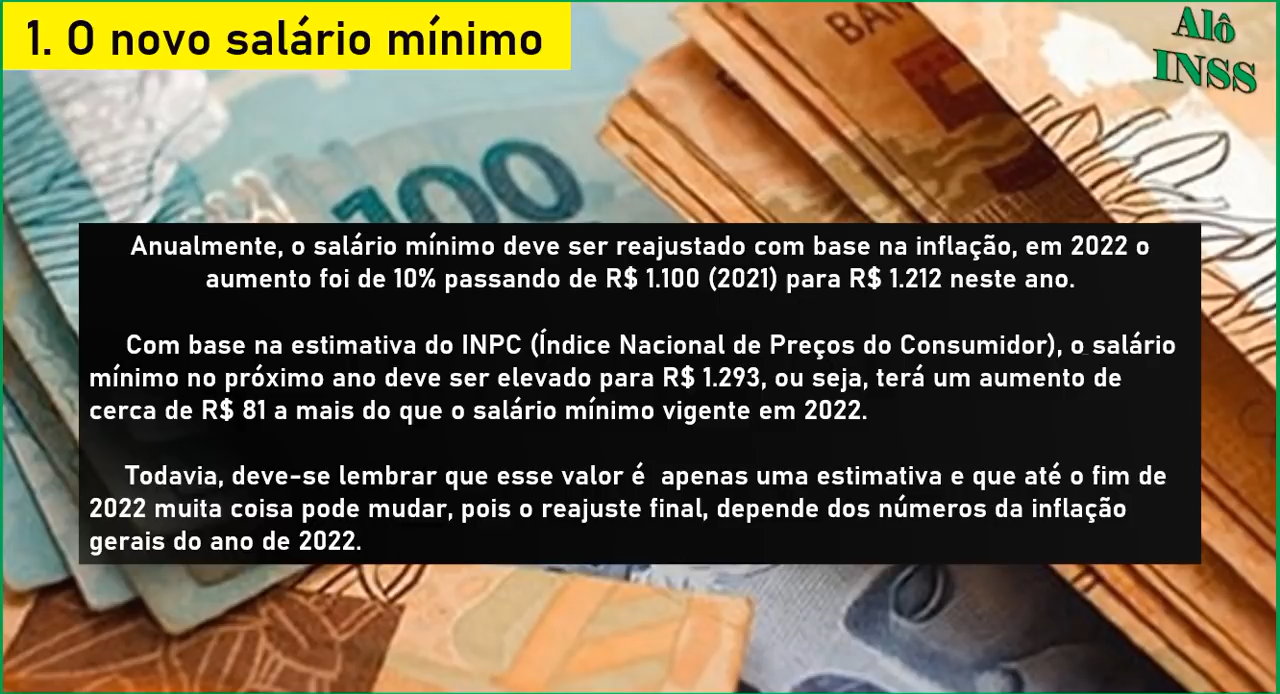 1. O novo salário mínimo
Alô
INSS
BAN
100
Anualmente, o salário mínimo deve ser reajustado com base na inflação, em 2022 o
aumento foi de 10% passando de R$ 1.100 (2021) para R$ 1.212 neste ano.
Com base na estimativa do INPC (Índice Nacional de Preços do Consumidor), o salário
mínimo no próximo ano deve ser elevado para R$ 1.293, ou seja, terá um aumento de
cerca de R$ 81 a mais do que o salário mínimo vigente em 2022.
Todavia, deve-se lembrar que esse valor é  apenas uma estimativa e que até o fim de
2022 muita coisa pode mudar, pois o reajuste final, depende dos números da inflação
gerais do ano de 2022.